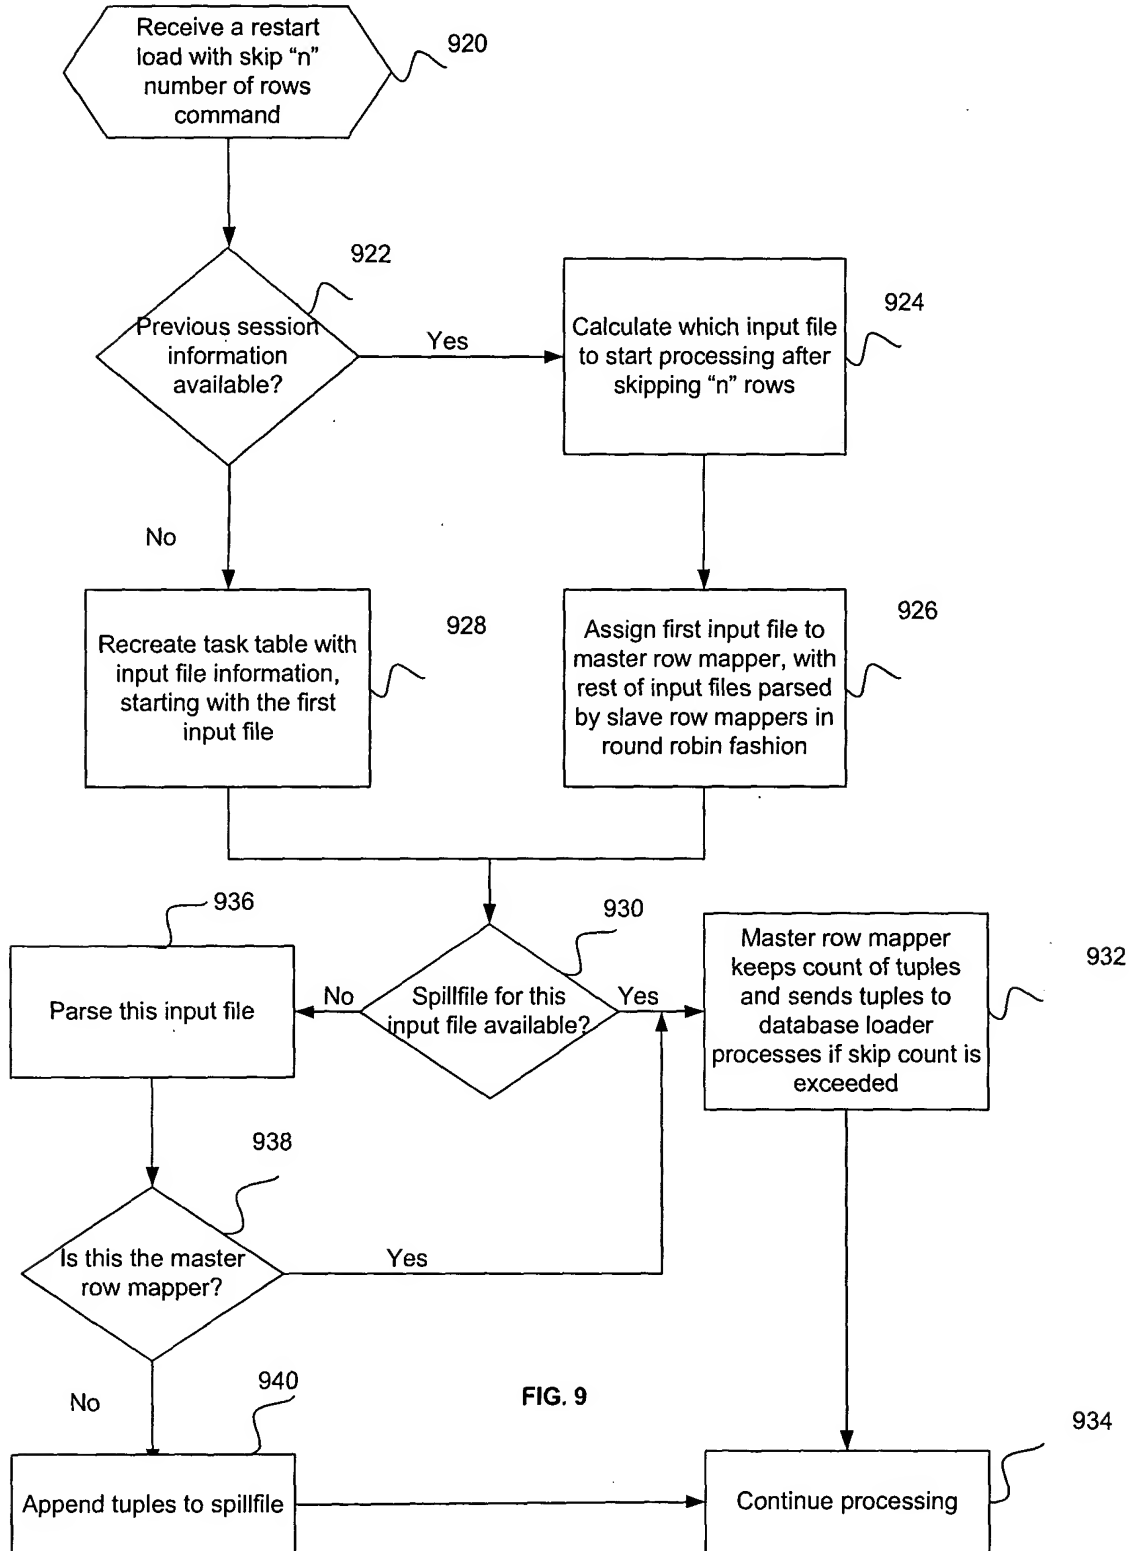 Receive a restart
load with skip “n”
number of rows
command
920
922
Previous session
information
available?
Yes
924
Calculate which input file
to start processing after
skipping “n” rows
No
928
Recreate task table with
input file information,
starting with the first
input file
926
Assign first input file to
master row mapper, with
rest of input files parsed
by slave row mappers in
round robin fashion
936
Parse this input file
930
No
Spillfile for this
input file available?
Yes
932
Master row mapper
keeps count of tuples
and sends tuples to
database loader
processes if skip count is
exceeded
938
Is this the master
row mapper?
Yes
No
940
FIG. 9
934
Append tuples to spillfile
Continue processing